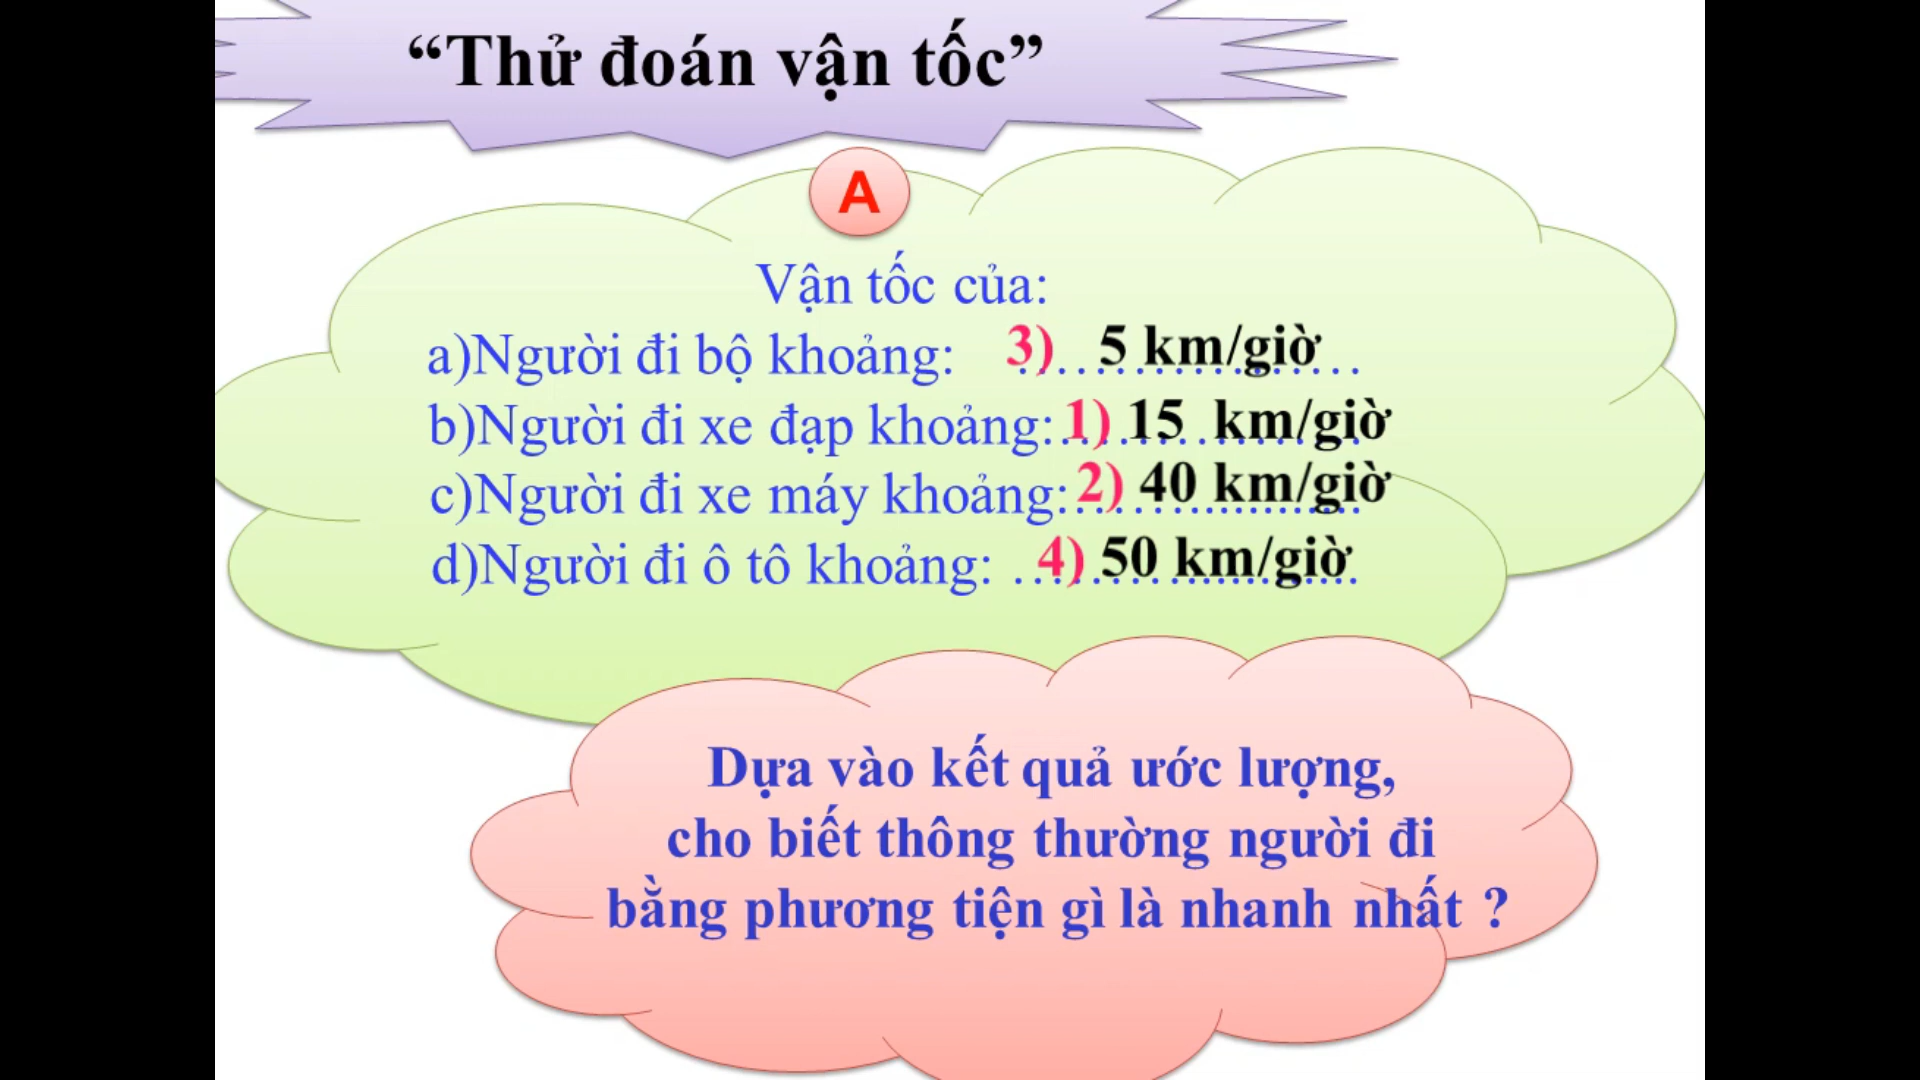 “Thử đoán vận tốc”
A
Vận tốc của:
a)Người đi bộ khoảng: 3) 5 km/giờ
b)Người đi xe đạp khoảng: 1) 15 km/giờ
c)Người đi xe máy khoảng: 2) 40 km/giờ
d)Người đi ô tô khoảng: 4) 50 km/giờ
Dựa vào kết quả ước lượng,
cho biết thông thường người đi
bằng phương tiện gì là nhanh nhất ?